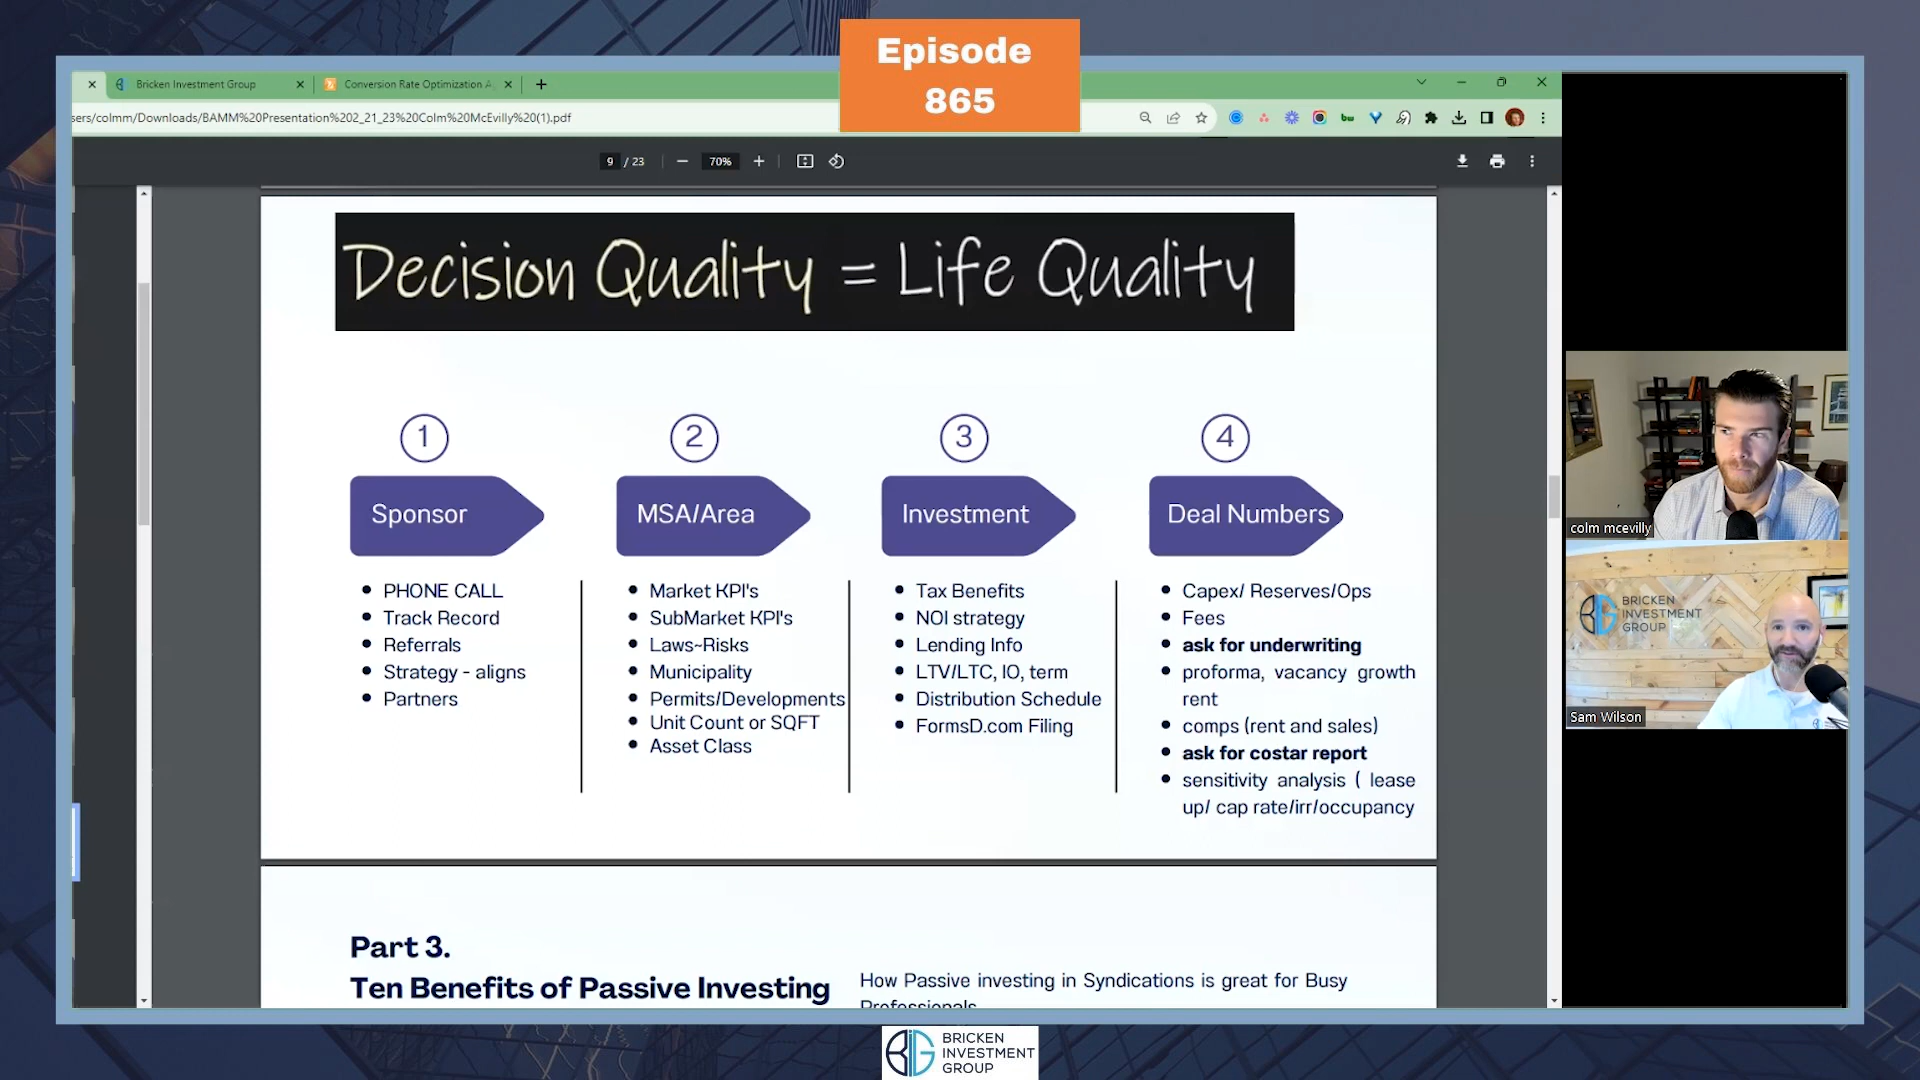 Episode
865
Bricken Investment Group
Conversion Rate Optimization A
sers/colmm/Downloads/BAMM%20Presentation%202_21_23%20Colm%20McEvilly%20(1).pdf
bw
9 / 23
70%
Decision Quality = Life Quality
1
2
3
4
Sponsor
MSA/Area
Investment
Deal Numbers
PHONE CALL
Track Record
Referrals
Strategy - aligns
Partners
Market KPI's
SubMarket KPI's
Laws~Risks
Municipality
Permits/Developments
Unit Count or SQFT
Asset Class
Tax Benefits
NOI strategy
Lending Info
LTV/LTC, IO, term
Distribution Schedule
FormsD.com Filing
Capex/ Reserves/Ops
Fees
ask for underwriting
proforma, vacancy growth
rent
comps (rent and sales)
ask for costar report
sensitivity analysis ( lease
up/ cap rate/irr/occupancy
Part 3.
Ten Benefits of Passive Investing
How Passive investing in Syndications is great for Busy
Professionals
colm mcevilly
BRICKEN
INVESTMENT
GROUP
Sam Wilson
BRICKEN
INVESTMENT
GROUP